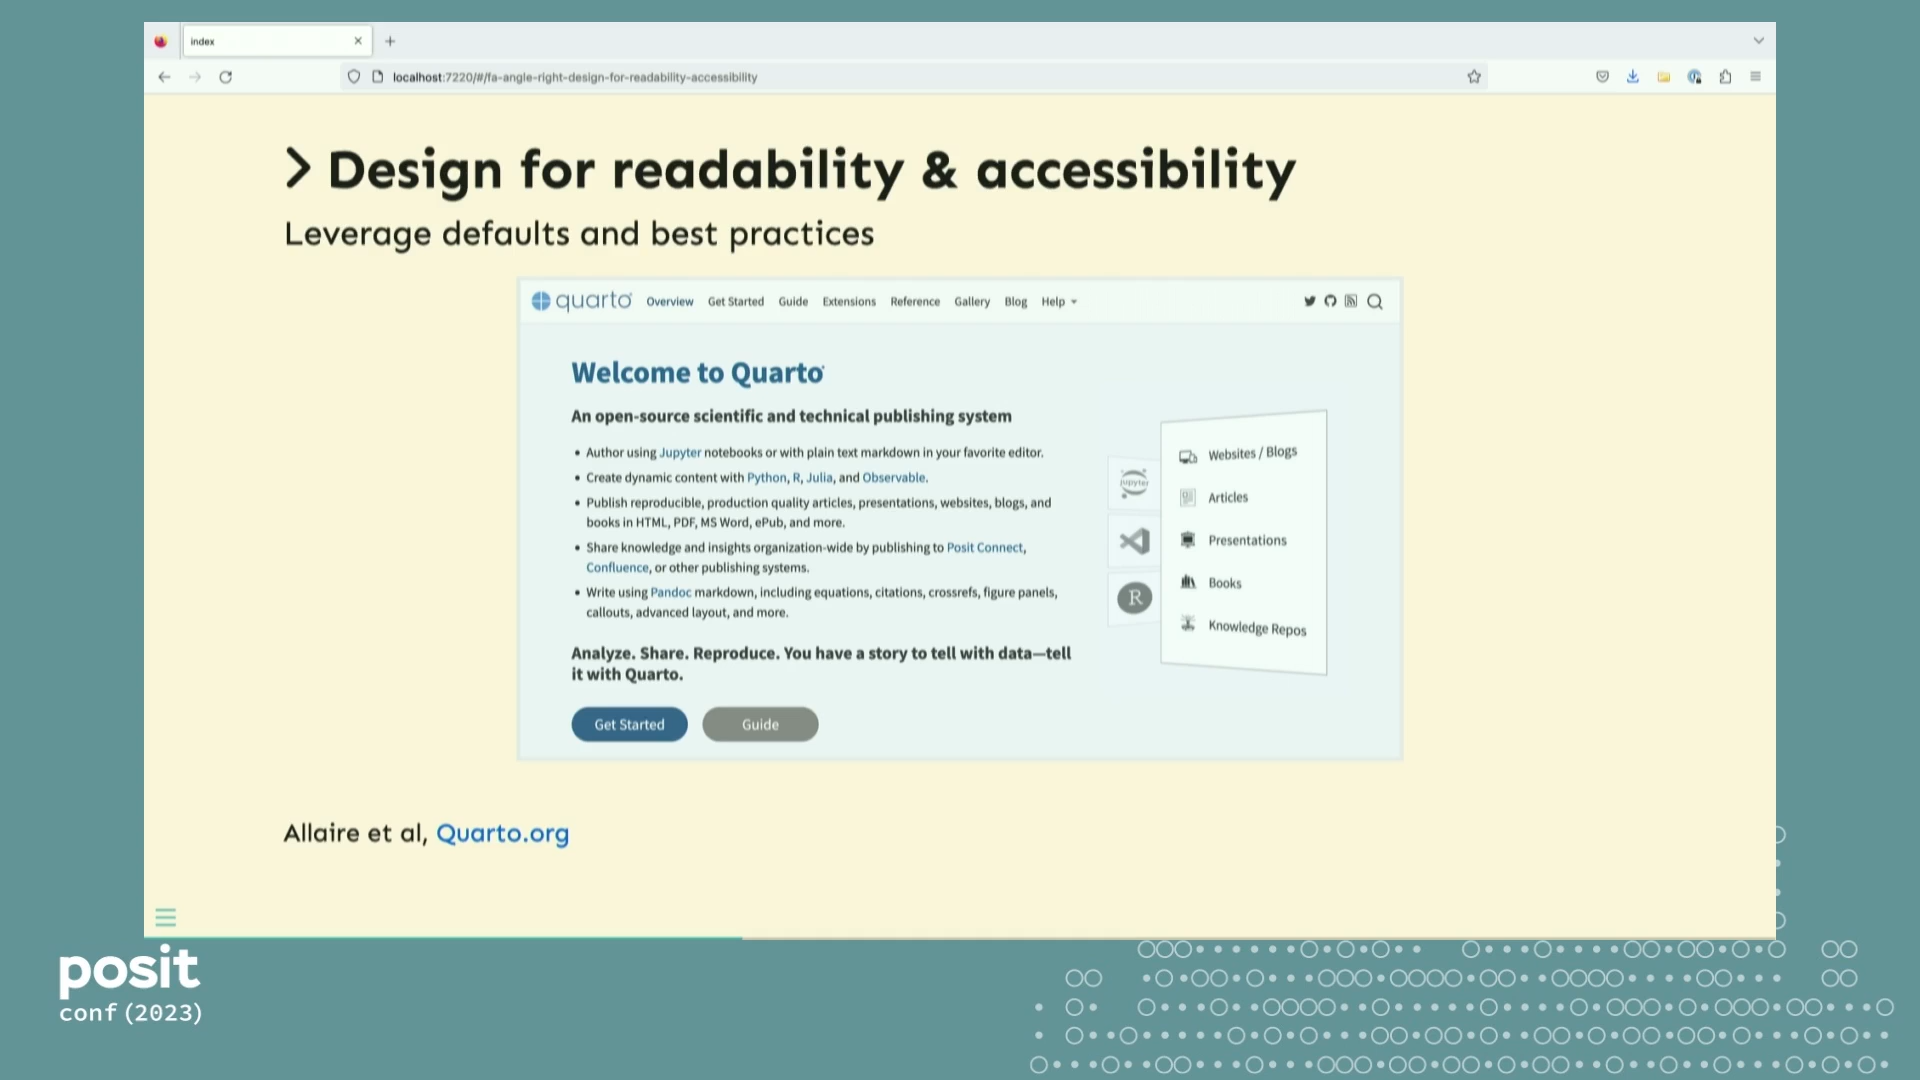 index
localhost:7220/#/fa-angle-right-design-for-readability-accessibility
> Design for readability & accessibility
Leverage defaults and best practices
quarto
Overview Get Started Guide Extensions Reference Gallery Blog Help
Welcome to Quarto
An open-source scientific and technical publishing system
• Author using Jupyter notebooks or with plain text markdown in your favorite editor.
• Create dynamic content with Python, R, Julia, and Observable.
• Publish reproducible, production quality articles, presentations, websites, blogs, and
books in HTML, PDF, MS Word, ePub, and more.
• Share knowledge and insights organization-wide by publishing to Posit Connect,
Confluence, or other publishing systems.
• Write using Pandoc markdown, including equations, citations, crossrefs, figure panels,
callouts, advanced layout, and more.
Analyze. Share. Reproduce. You have a story to tell with data—tell
it with Quarto.
Get Started Guide
jupyter
R
Websites / Blogs
Articles
Presentations
Books
Knowledge Repos
Allaire et al, Quarto.org
posit
conf(2023)